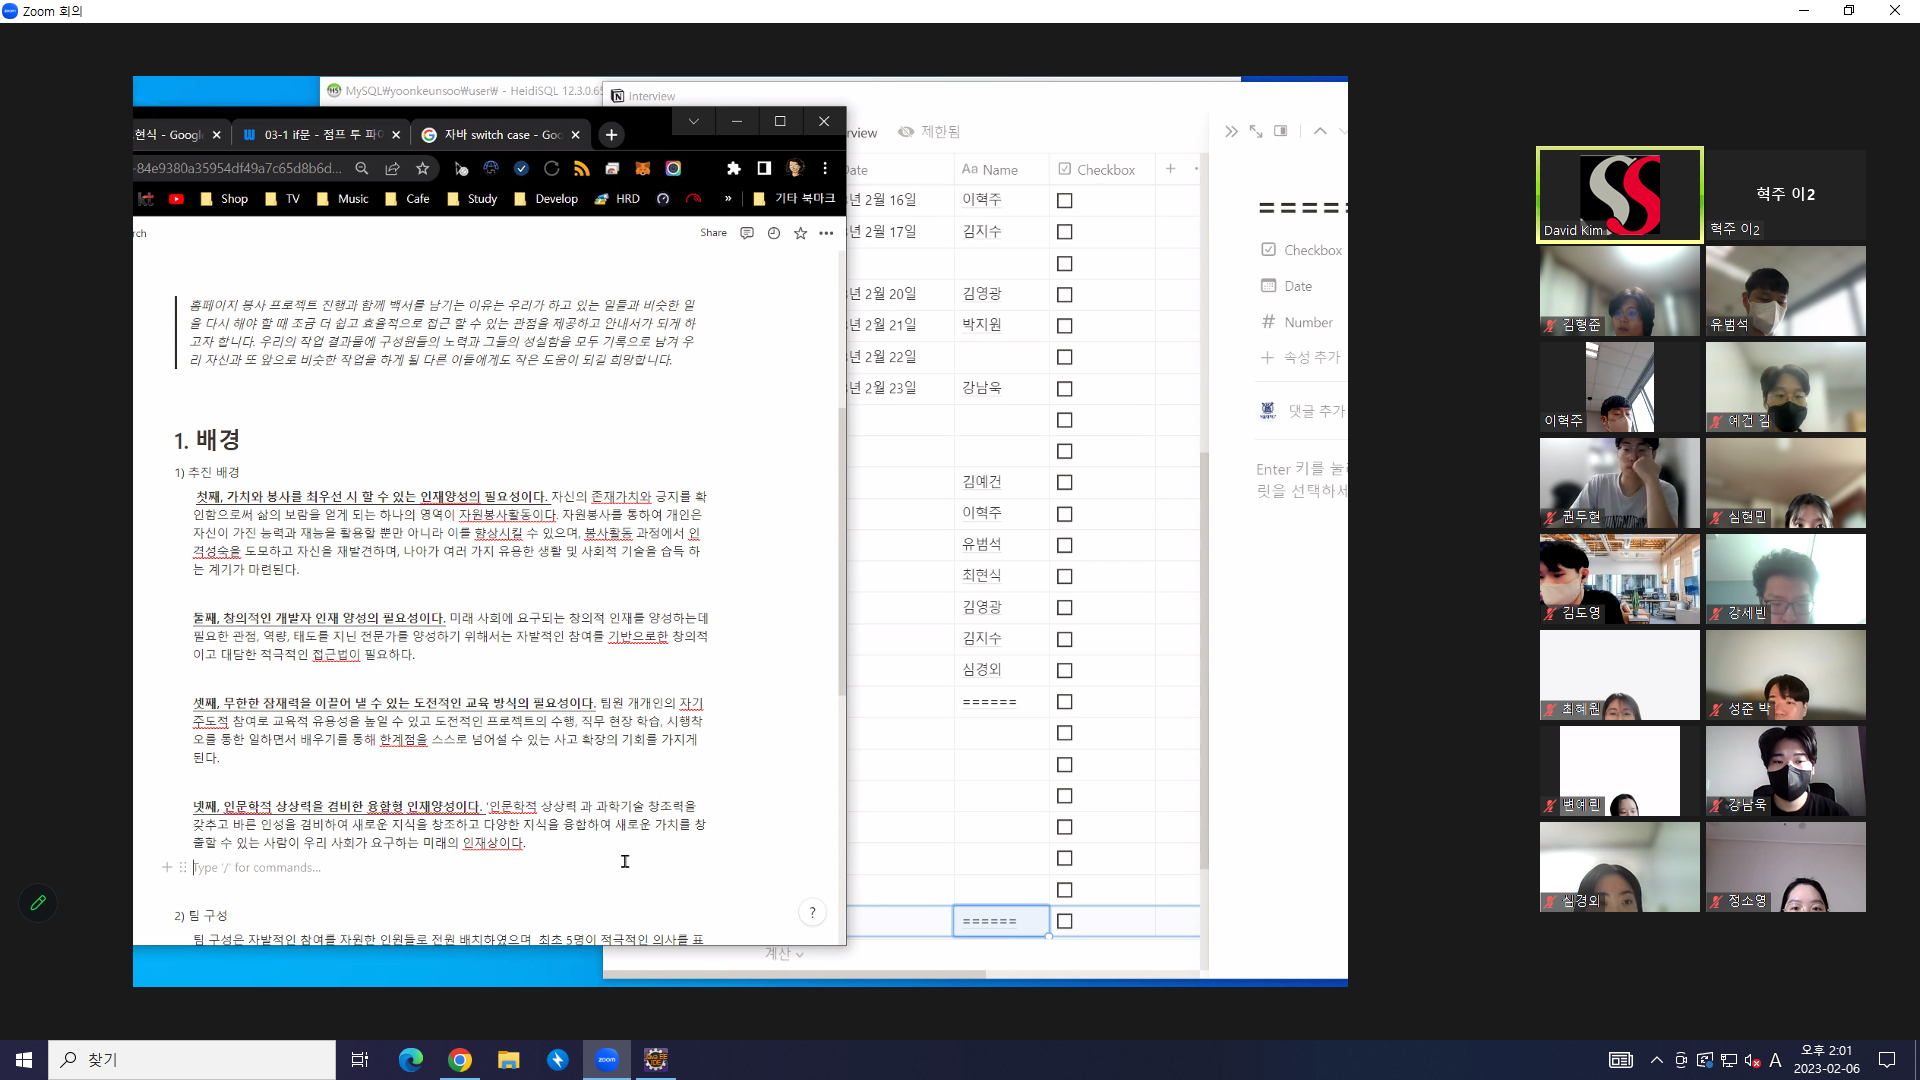 Zoom 회의
MySQL\yoonkeunsoo\user\ - HeidiSQL 12.3.0.65
Interview
현식 - Googl
03-1 if문 - 점프 투 파이
자바 switch case - Goo
-84e9380a35954df49a7c65d8b6d...
kt
Shop
TV
Music
Cafe
Study
Develop
HRD
»
기타 북마크
rch
Share
홈페이지 봉사 프로젝트 진행과 함께 백서를 남기는 이유는 우리가 하고 있는 일들과 비슷한 일
을 다시 해야 할 때 조금 더 쉽고 효율적으로 접근 할 수 있는 관점을 제공하고 안내서가 되게 하
고자 합니다. 우리의 작업 결과물에 구성원들의 노력과 그들의 성실함을 모두 기록으로 남겨 우
리 자신과 또 앞으로 비슷한 작업을 하게 될 다른 이들에게도 작은 도움이 되길 희망합니다.
1. 배경
1) 추진 배경
첫째, 가치와 봉사를 최우선 시 할 수 있는 인재양성의 필요성이다. 자신의 존재가치와 긍지를 확
인함으로써 삶의 보람을 얻게 되는 하나의 영역이 자원봉사활동이다. 자원봉사를 통하여 개인은
자신이 가진 능력과 재능을 활용할 뿐만 아니라 이를 향상시킬 수 있으며, 봉사활동 과정에서 인
격성숙을 도모하고 자신을 재발견하며, 나아가 여러 가지 유용한 생활 및 사회적 기술을 습득 하
는 계기가 마련된다.
둘째, 창의적인 개발자 인재 양성의 필요성이다. 미래 사회에 요구되는 창의적 인재를 양성하는데
필요한 관점, 역량, 태도를 지닌 전문가를 양성하기 위해서는 자발적인 참여를 기반으로한 창의적
이고 대담한 적극적인 접근법이 필요하다.
셋째, 무한한 잠재력을 이끌어 낼 수 있는 도전적인 교육 방식의 필요성이다. 팀원 개개인의 자기
주도적 참여로 교육적 유용성을 높일 수 있고 도전적인 프로젝트의 수행, 직무 현장 학습, 시행착
오를 통한 일하면서 배우기를 통해 한계점을 스스로 넘어설 수 있는 사고 확장의 기회를 가지게
된다.
넷째, 인문학적 상상력을 겸비한 융합형 인재양성이다. '인문학적 상상력 과 과학기술 창조력을
갖추고 바른 인성을 겸비하여 새로운 지식을 창조하고 다양한 지식을 융합하여 새로운 가치를 창
출할 수 있는 사람이 우리 사회가 요구하는 미래의 인재상이다.
Type '/' for commands...
2) 팀 구성
팀 구성은 자발적인 참여를 자원한 인원들로 전원 배치하였으며 최초 5명이 적극적인 의사를 표
?
rview
제한됨
ate
Aa Name
Checkbox
+
년 2월 16일 이혁주
년 2월 17일 김지수
년 2월 20일 김영광
년 2월 21일 박지원
년 2월 22일
년 2월 23일 강남욱
김예건
이혁주
유범석
최현식
김영광
김지수
심경외
======
======
계산
=====
Checkbox
Date
# Number
+ 속성 추가
댓글 추가
Enter 키를 눌러
릿을 선택하세
David Kim
혁주 이2
혁주 이2
김형준
유범석
이혁주
예건 김
권두현
심현민
김도영
강세빈
최혜원
성준 박
변예린
강남욱
심경외
정소영
찾기
zoom
Java EE
IDE
A
오후 2:01
2023-02-06